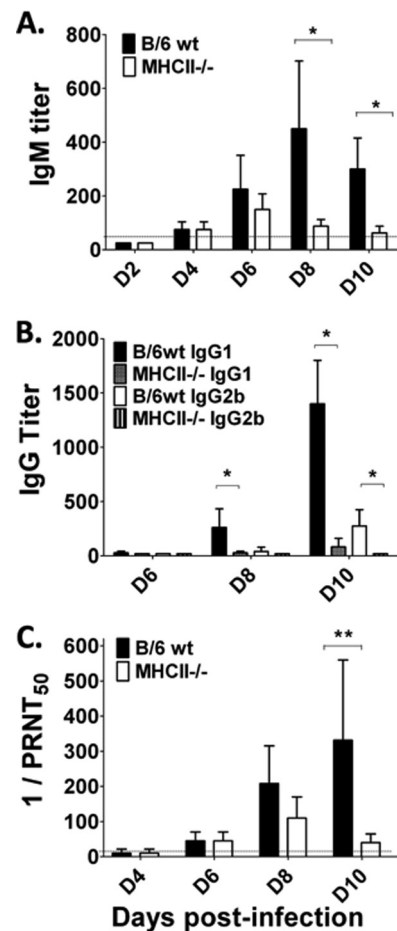 A.
B/6 wt
MHCII-/-
IgM titer
800
600
400
200
0
*
*
D2 D4 D6 D8 D10
B.
B/6wt IgG1
MHCII-/- IgG1
B/6wt IgG2b
MHCII-/- IgG2b
IgG Titer
2000
1500
1000
500
0
*
*
*
D6 D8 D10
C.
B/6 wt
MHCII-/-
1 / PRNT50
600
500
400
300
200
100
0
**
D4 D6 D8 D10
Days post-infection